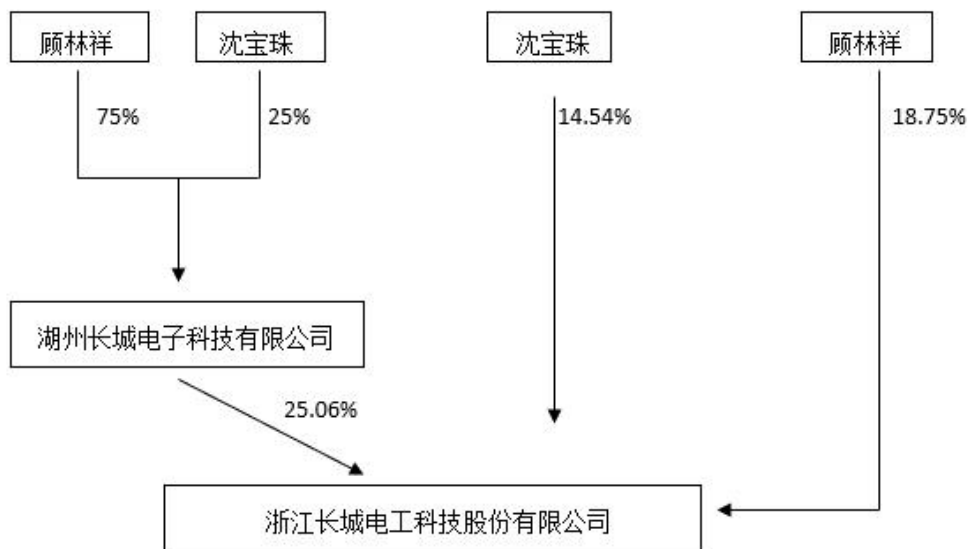 顾林祥
沈宝珠
沈宝珠
顾林祥
75%
25%
14.54%
18.75%
湖州长城电子科技有限公司
25.06%
浙江长城电工科技股份有限公司